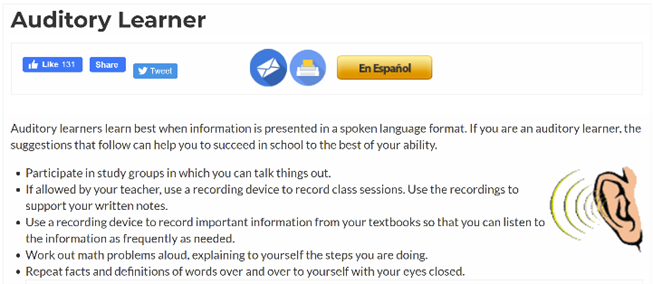 Auditory Learner
Like 131
Share
Tweet
En Español
Auditory learners learn best when information is presented in a spoken language format. If you are an auditory learner, the
suggestions that follow can help you to succeed in school to the best of your ability.
• Participate in study groups in which you can talk things out.
• If allowed by your teacher, use a recording device to record class sessions. Use the recordings to
support your written notes.
• Use a recording device to record important information from your textbooks so that you can listen to
the information as frequently as needed.
• Work out math problems aloud, explaining to yourself the steps you are doing.
• Repeat facts and definitions of words over and over to yourself with your eyes closed.